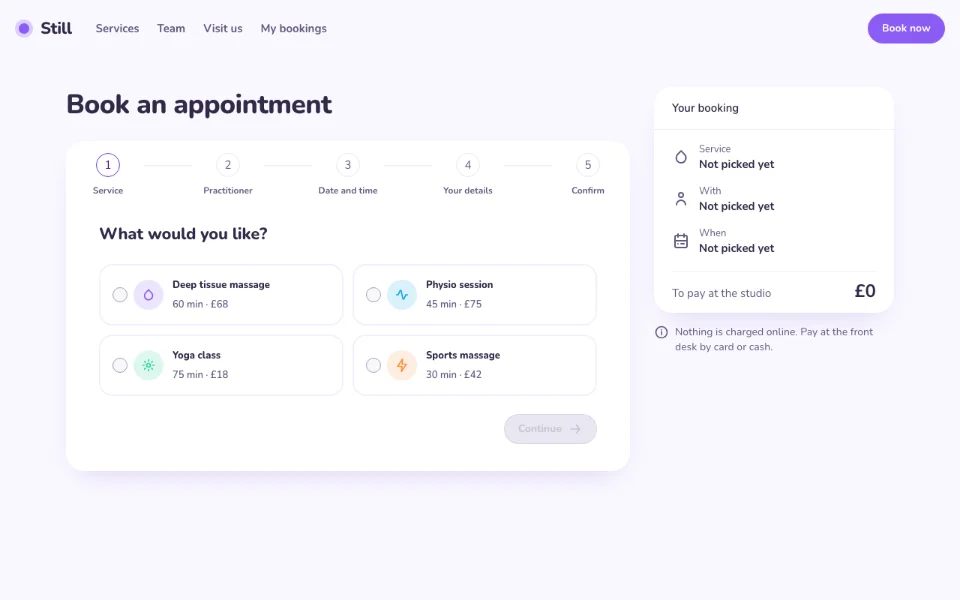 Still
Services
Team
Visit us
My bookings
Book now
Book an appointment
1
2
3
4
5
Service
Practitioner
Date and time
Your details
Confirm
What would you like?
Deep tissue massage
60 min · £68
Physio session
45 min · £75
Yoga class
75 min · £18
Sports massage
30 min · £42
Continue
Your booking
Service
Not picked yet
With
Not picked yet
When
Not picked yet
To pay at the studio
£0
Nothing is charged online. Pay at the front
desk by card or cash.